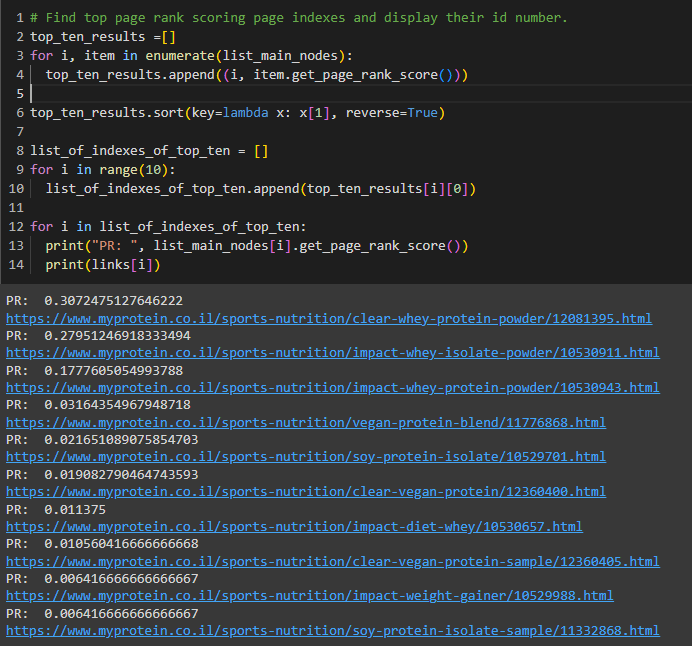 1 # Find top page rank scoring page indexes and display their id number.
2 top_ten_results =[]
3 for i, item in enumerate(list_main_nodes):
4   top_ten_results.append((i, item.get_page_rank_score()))
5
6 top_ten_results.sort(key=lambda x: x[1], reverse=True)
7
8 list_of_indexes_of_top_ten = []
9 for i in range(10):
10   list_of_indexes_of_top_ten.append(top_ten_results[i][0])
11
12 for i in list_of_indexes_of_top_ten:
13   print("PR: ", list_main_nodes[i].get_page_rank_score())
14   print(links[i])
PR:  0.3072475127646222
https://www.myprotein.co.il/sports-nutrition/clear-whey-protein-powder/12081395.html
PR:  0.27951246918333494
https://www.myprotein.co.il/sports-nutrition/impact-whey-isolate-powder/10530911.html
PR:  0.1777605054993788
https://www.myprotein.co.il/sports-nutrition/impact-whey-protein-powder/10530943.html
PR:  0.03164354967948718
https://www.myprotein.co.il/sports-nutrition/vegan-protein-blend/11776868.html
PR:  0.021651089075854703
https://www.myprotein.co.il/sports-nutrition/soy-protein-isolate/10529701.html
PR:  0.019082790464743593
https://www.myprotein.co.il/sports-nutrition/clear-vegan-protein/12360400.html
PR:  0.011375
https://www.myprotein.co.il/sports-nutrition/impact-diet-whey/10530657.html
PR:  0.010560416666666668
https://www.myprotein.co.il/sports-nutrition/clear-vegan-protein-sample/12360405.html
PR:  0.006416666666666667
https://www.myprotein.co.il/sports-nutrition/impact-weight-gainer/10529988.html
PR:  0.006416666666666667
https://www.myprotein.co.il/sports-nutrition/soy-protein-isolate-sample/11332868.html